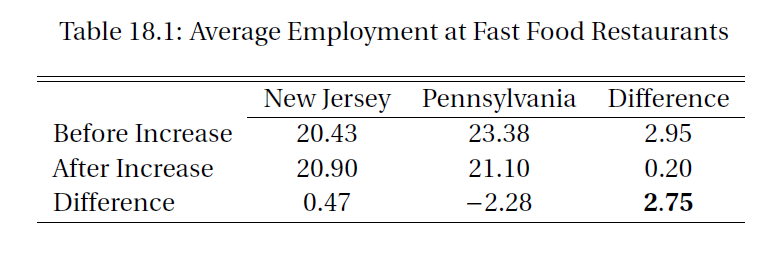 Table 18.1: Average Employment at Fast Food Restaurants
New Jersey Pennsylvania Difference
Before Increase 20.43 23.38 2.95
After Increase 20.90 21.10 0.20
Difference 0.47 −2.28 2.75